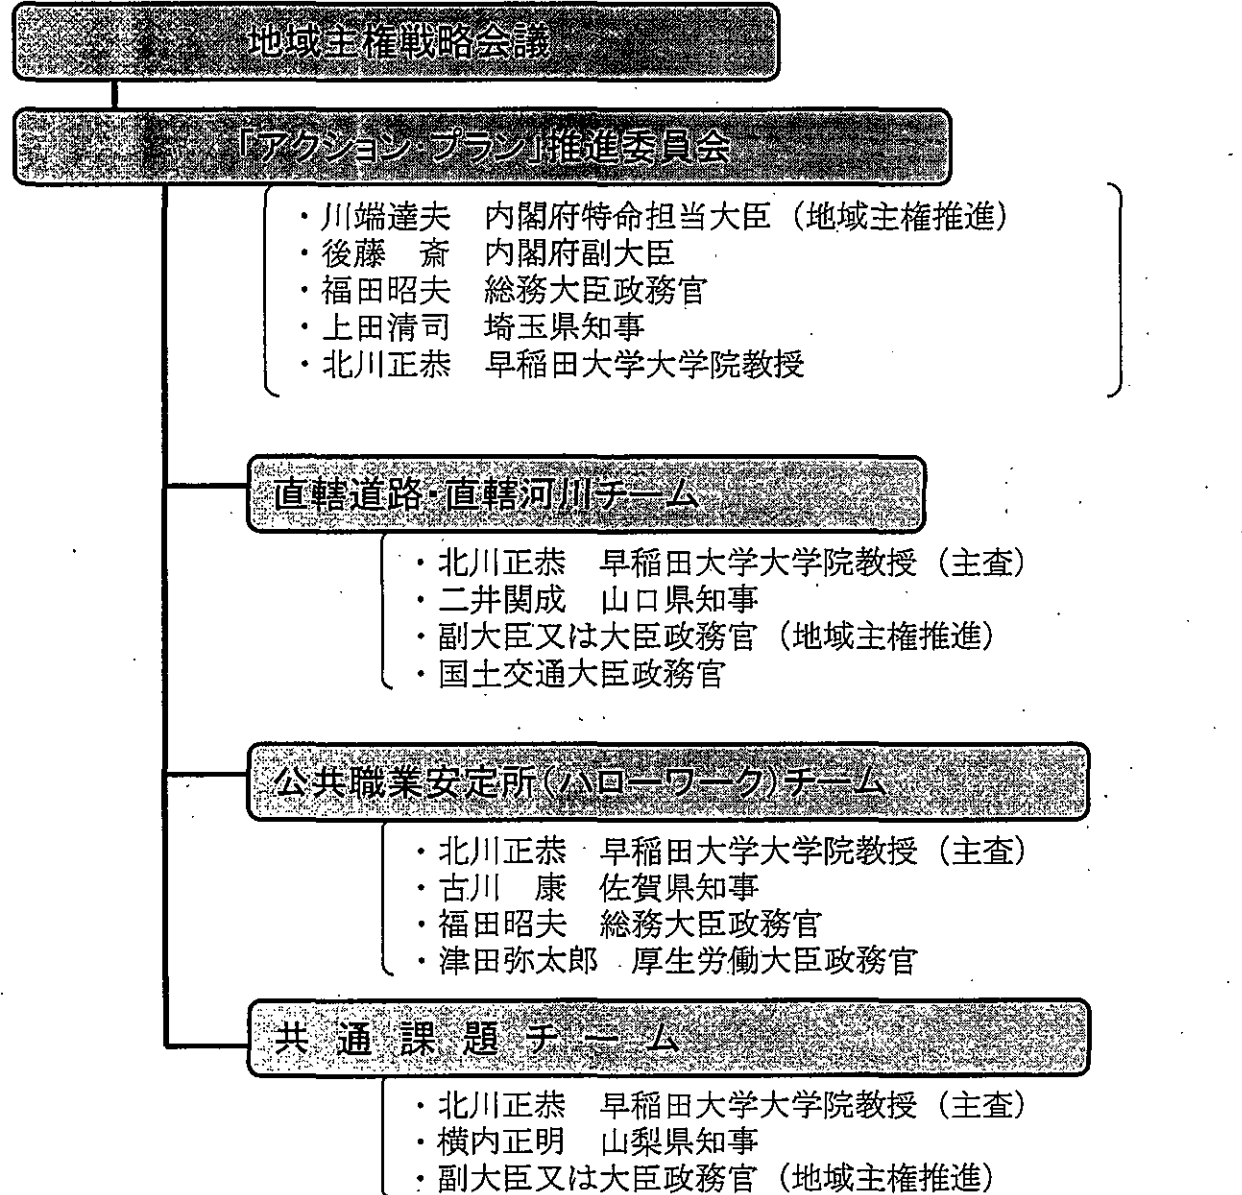 地域主権戦略会議
「アクション・プラン」推進委員会
・川端達夫　内閣府特命担当大臣（地域主権推進）
・後藤　斎　内閣府副大臣
・福田昭夫　総務大臣政務官
・上田清司　埼玉県知事
・北川正恭　早稲田大学大学院教授
直轄道路・直轄河川チーム
・北川正恭　早稲田大学大学院教授（主査）
・二井関成　山口県知事
・副大臣又は大臣政務官（地域主権推進）
・国土交通大臣政務官
公共職業安定所（ハローワーク）チーム
・北川正恭　早稲田大学大学院教授（主査）
・古川　康　佐賀県知事
・福田昭夫　総務大臣政務官
・津田弥太郎　厚生労働大臣政務官
共通課題チーム
・北川正恭　早稲田大学大学院教授（主査）
・横内正明　山梨県知事
・副大臣又は大臣政務官（地域主権推進）